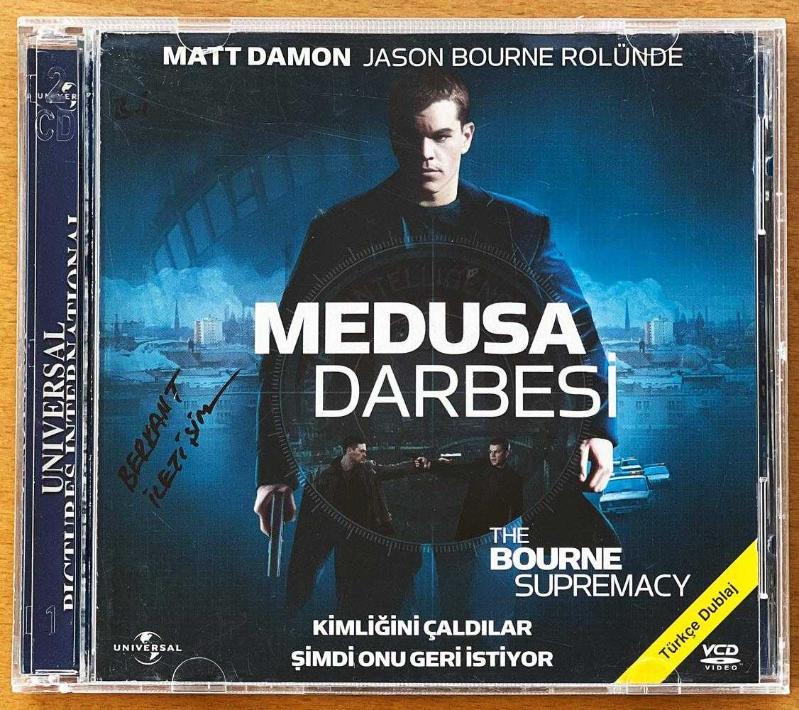 MATT DAMON JASON BOURNE ROLÜNDE
2
CD
UNIVERSAL
PICTURES INTERNATIONAL
1
MEDUSA
DARBESİ
BERKANT
İLETİŞİM
THE
BOURNE
SUPREMACY
KİMLİĞİNİ ÇALDILAR
ŞİMDİ ONU GERİ İSTİYOR
UNIVERSAL
Türkçe Dublaj
VCD
VIDEO